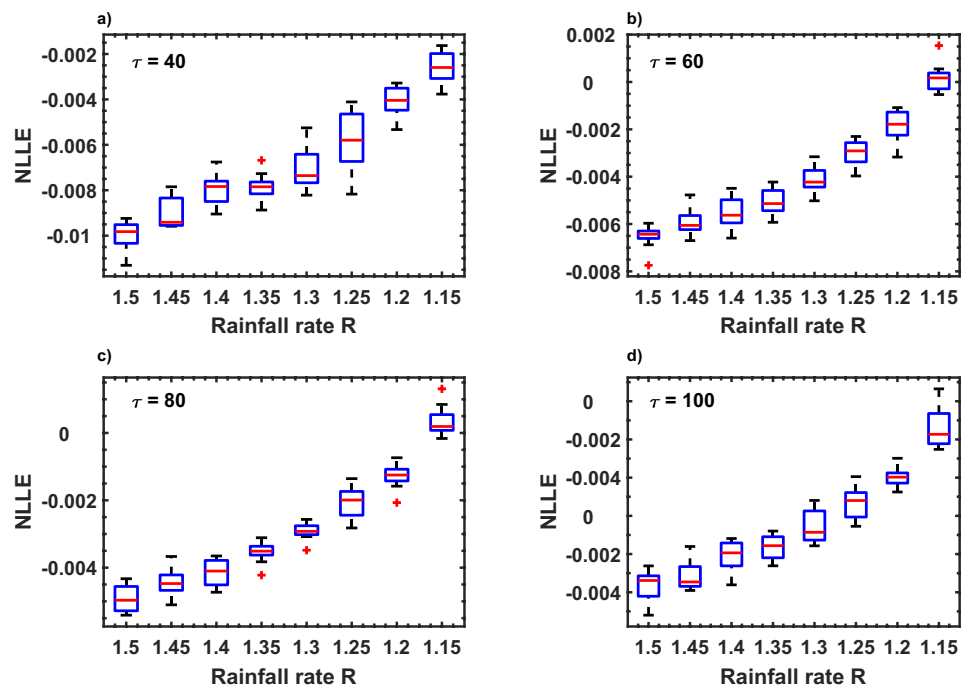 a)
τ = 40
NLLE
-0.002
-0.004
-0.006
-0.008
-0.01
1.5 1.45 1.4 1.35 1.3 1.25 1.2 1.15
Rainfall rate R
b)
τ = 60
NLLE
0.002
0
-0.002
-0.004
-0.006
-0.008
1.5 1.45 1.4 1.35 1.3 1.25 1.2 1.15
Rainfall rate R
c)
τ = 80
NLLE
0
-0.002
-0.004
1.5 1.45 1.4 1.35 1.3 1.25 1.2 1.15
Rainfall rate R
d)
τ = 100
NLLE
0
-0.002
-0.004
0
-0.002
-0.004
1.5 1.45 1.4 1.35 1.3 1.25 1.2 1.15
Rainfall rate R